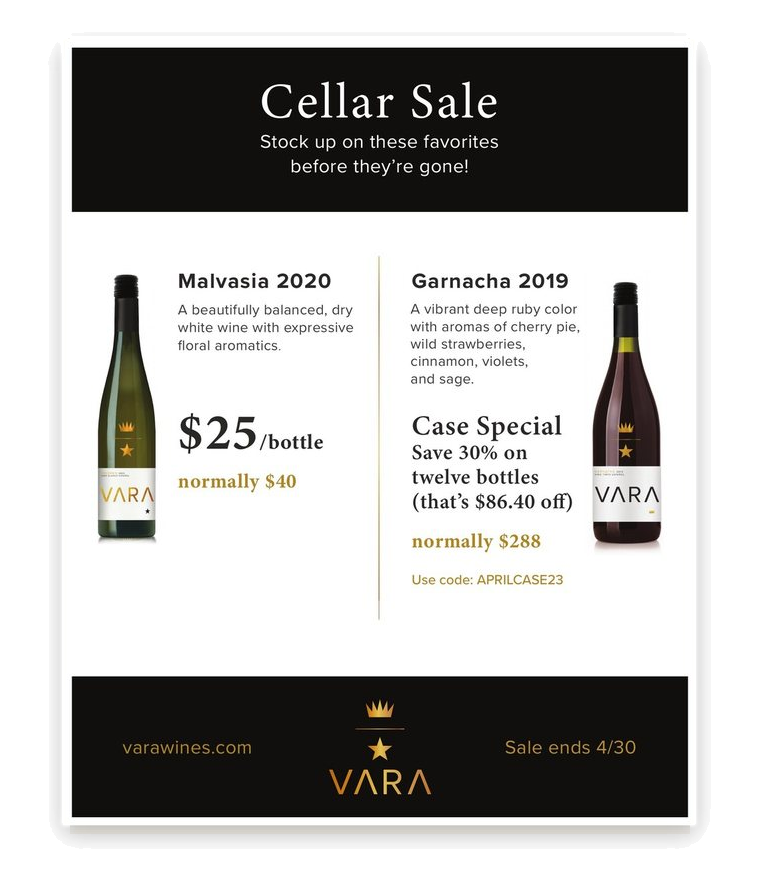 Cellar Sale
Stock up on these favorites
before they're gone!
Malvasia 2020
A beautifully balanced, dry
white wine with expressive
floral aromatics.
$25/bottle
normally $40
VARA
Garnacha 2019
A vibrant deep ruby color
with aromas of cherry pie,
wild strawberries,
cinnamon, violets,
and sage.
Case Special
Save 30% on
twelve bottles
(that's $86.40 off)
normally $288
Use code: APRILCASE23
VARA
varawines.com
VARA
Sale ends 4/30